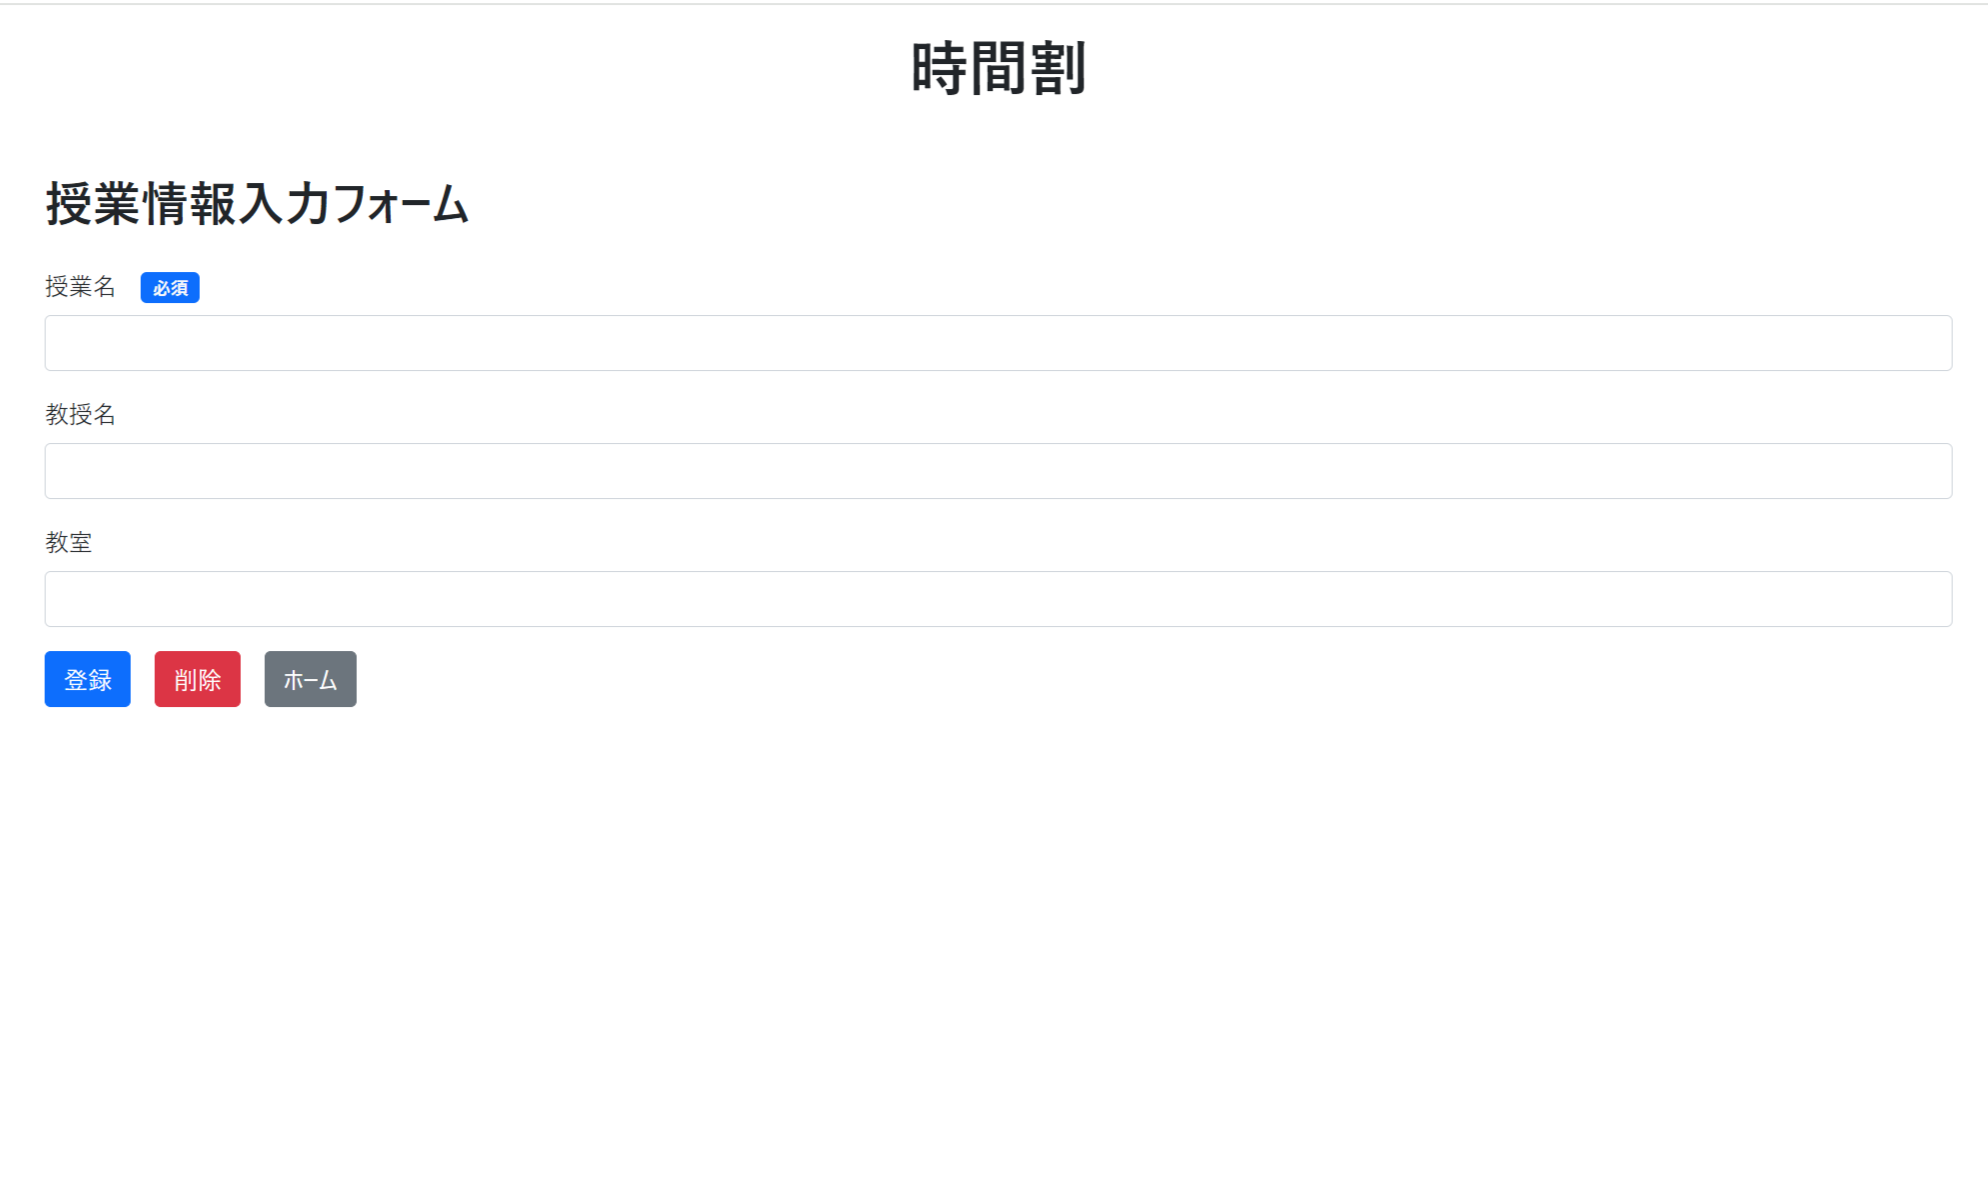 時間割
授業情報入力フォーム
授業名 必須
教授名
教室
登録 削除 ホーム